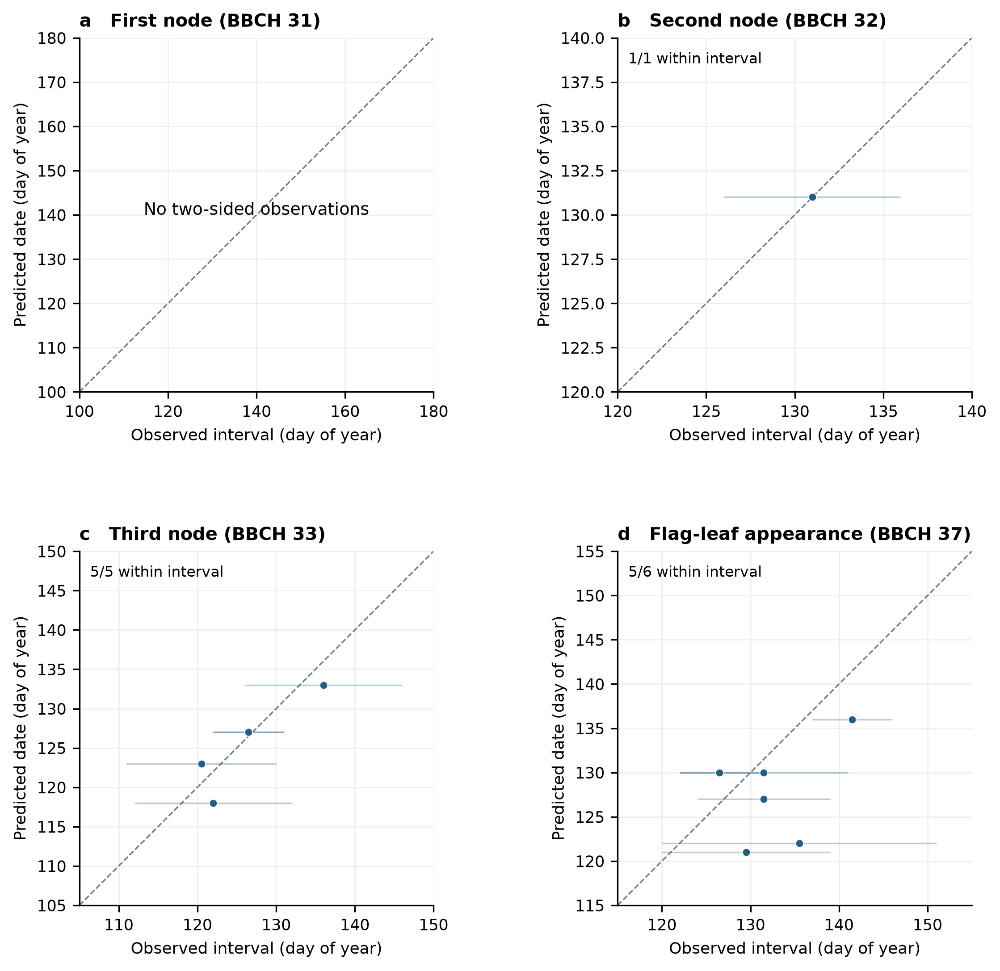 a First node (BBCH 31)
Predicted date (day of year)
180
170
160
150
140
130
120
110
100
No two-sided observations
100 120 140 160 180
Observed interval (day of year)
b Second node (BBCH 32)
Predicted date (day of year)
140.0
137.5
135.0
132.5
130.0
127.5
125.0
122.5
120.0
1/1 within interval
120 125 130 135 140
Observed interval (day of year)
c Third node (BBCH 33)
Predicted date (day of year)
150
145
140
135
130
125
120
115
110
105
5/5 within interval
110 120 130 140 150
Observed interval (day of year)
d Flag-leaf appearance (BBCH 37)
Predicted date (day of year)
155
150
145
140
135
130
125
120
115
5/6 within interval
120 130 140 150
Observed interval (day of year)